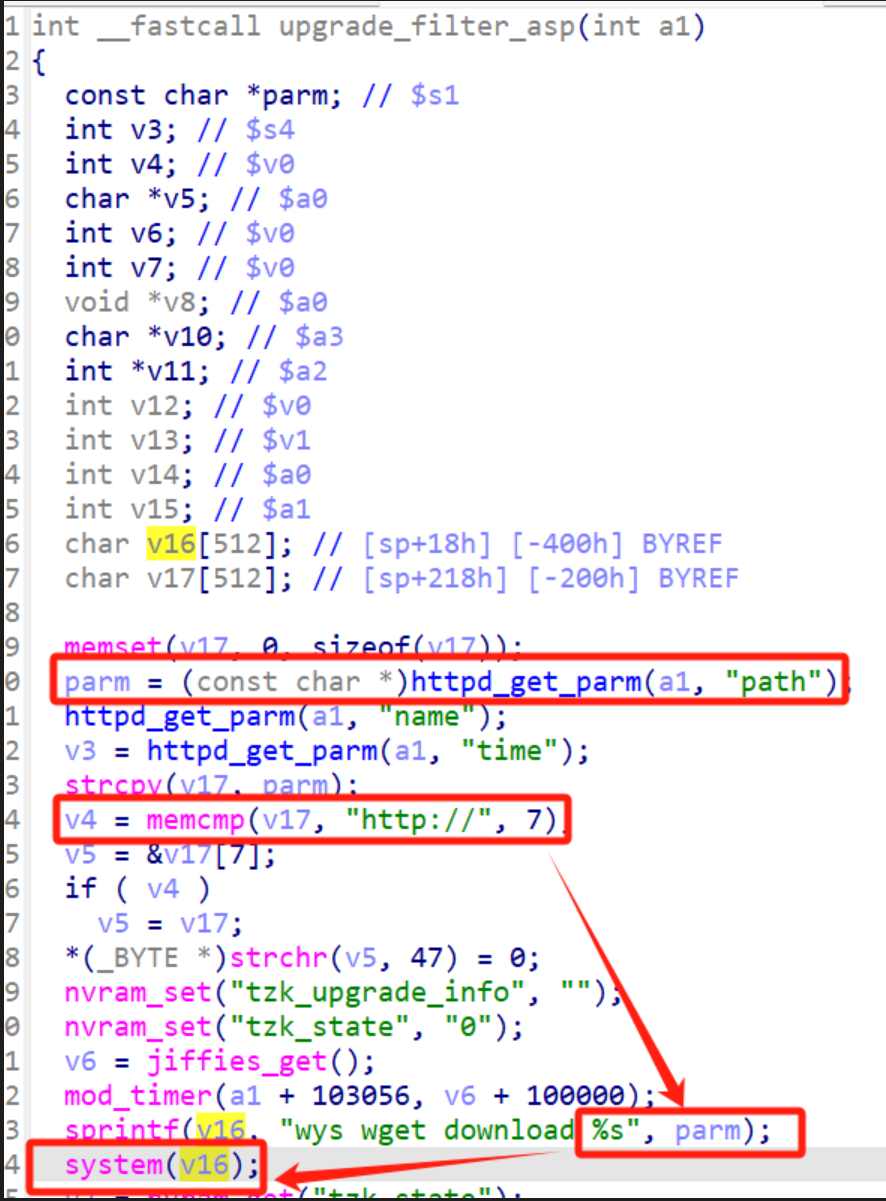 1 int __fastcall upgrade_filter_asp(int a1)
2 {
3 const char *parm; // $s1
4 int v3; // $s4
5 int v4; // $v0
6 char *v5; // $a0
7 int v6; // $v0
8 int v7; // $v0
9 void *v8; // $a0
0 char *v10; // $a3
1 int *v11; // $a2
2 int v12; // $v0
3 int v13; // $v1
4 int v14; // $a0
5 int v15; // $a1
6 char v16[512]; // [sp+18h] [-400h] BYREF
7 char v17[512]; // [sp+218h] [-200h] BYREF
8
9 memset(v17, 0, sizeof(v17));
0 parm = (const char *)httpd_get_parm(a1, "path");
1 httpd_get_parm(a1, "name");
2 v3 = httpd_get_parm(a1, "time");
3 strcpy(v17, parm);
4 v4 = memcmp(v17, "http://", 7)
5 v5 = &v17[7];
6 if ( v4 )
7 v5 = v17;
8 *(_BYTE *)strchr(v5, 47) = 0;
9 nvram_set("tzk_upgrade_info", "");
0 nvram_set("tzk_state", "0");
1 v6 = jiffies_get();
2 mod_timer(a1 + 103056, v6 + 100000);
3 sprintf(v16, "wys wget download %s", parm);
4 system(v16);